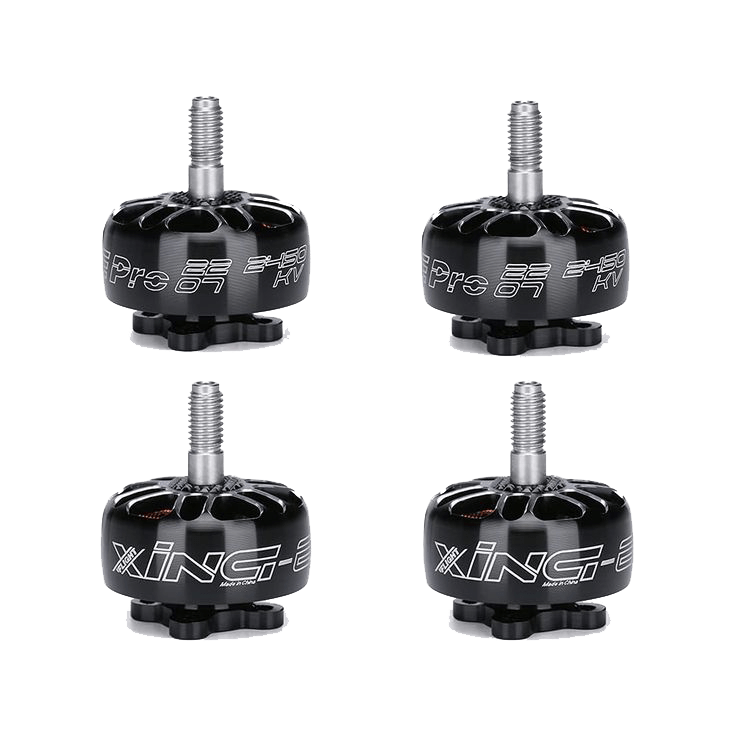 E Pro 22 2450
07 KV
E Pro 22 2450
07 KV
iFLIGHT XiNG-E
Made in China
iFLIGHT XiNG-E
Made in China